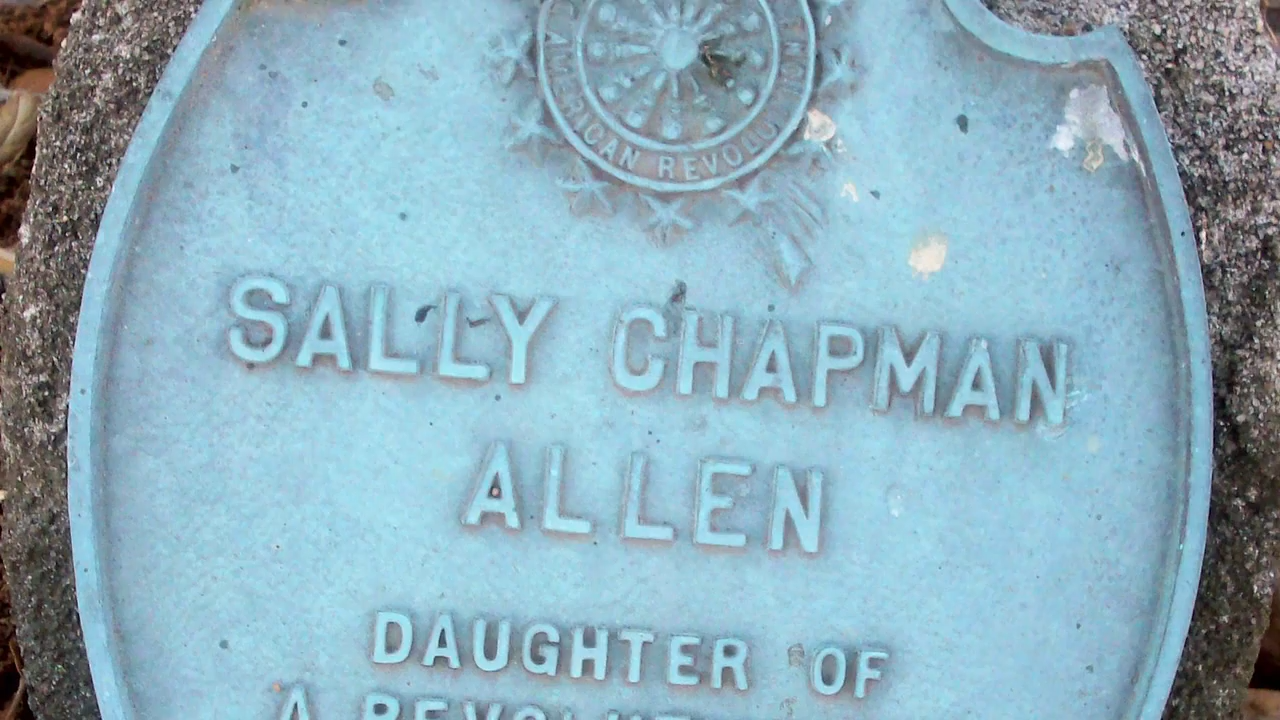 AMERICAN REVOLUTION
SALLY CHAPMAN
ALLEN
DAUGHTER OF
A